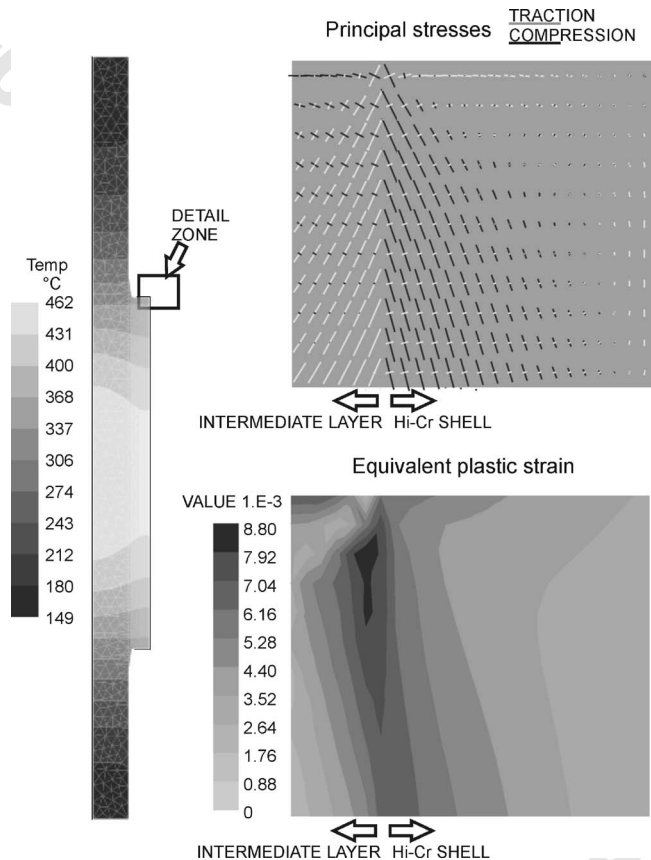 Principal stresses
TRACTION
COMPRESSION
DETAIL
ZONE
Temp
°C
462
431
400
368
337
306
274
243
212
180
149
INTERMEDIATE LAYER
Hi-Cr SHELL
Equivalent plastic strain
VALUE 1.E-3
8.80
7.92
7.04
6.16
5.28
4.40
3.52
2.64
1.76
0.88
0
INTERMEDIATE LAYER
Hi-Cr SHELL